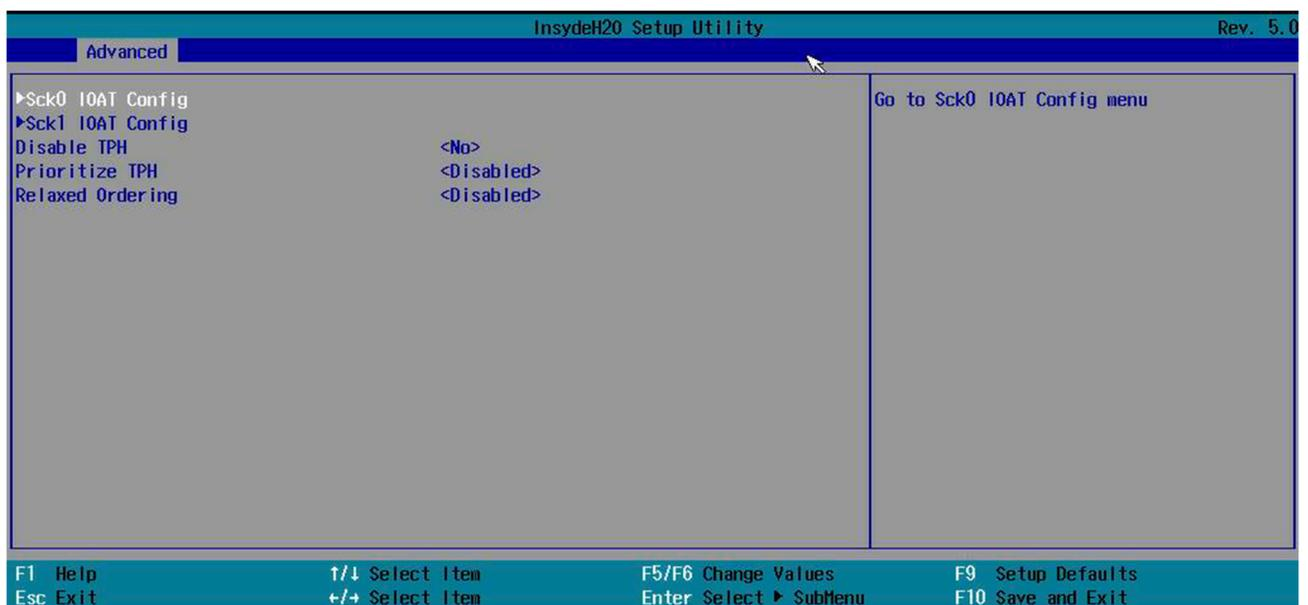 InsydeH20 Setup Utility Rev. 5.0
Advanced
▶Sck0 IOAT Config Go to Sck0 IOAT Config menu
▶Sck1 IOAT Config
Disable TPH <No>
Prioritize TPH <Disabled>
Relaxed Ordering <Disabled>
F1 Help ↑/↓ Select Item F5/F6 Change Values F9 Setup Defaults
Esc Exit ←/→ Select Item Enter Select ▶ SubMenu F10 Save and Exit